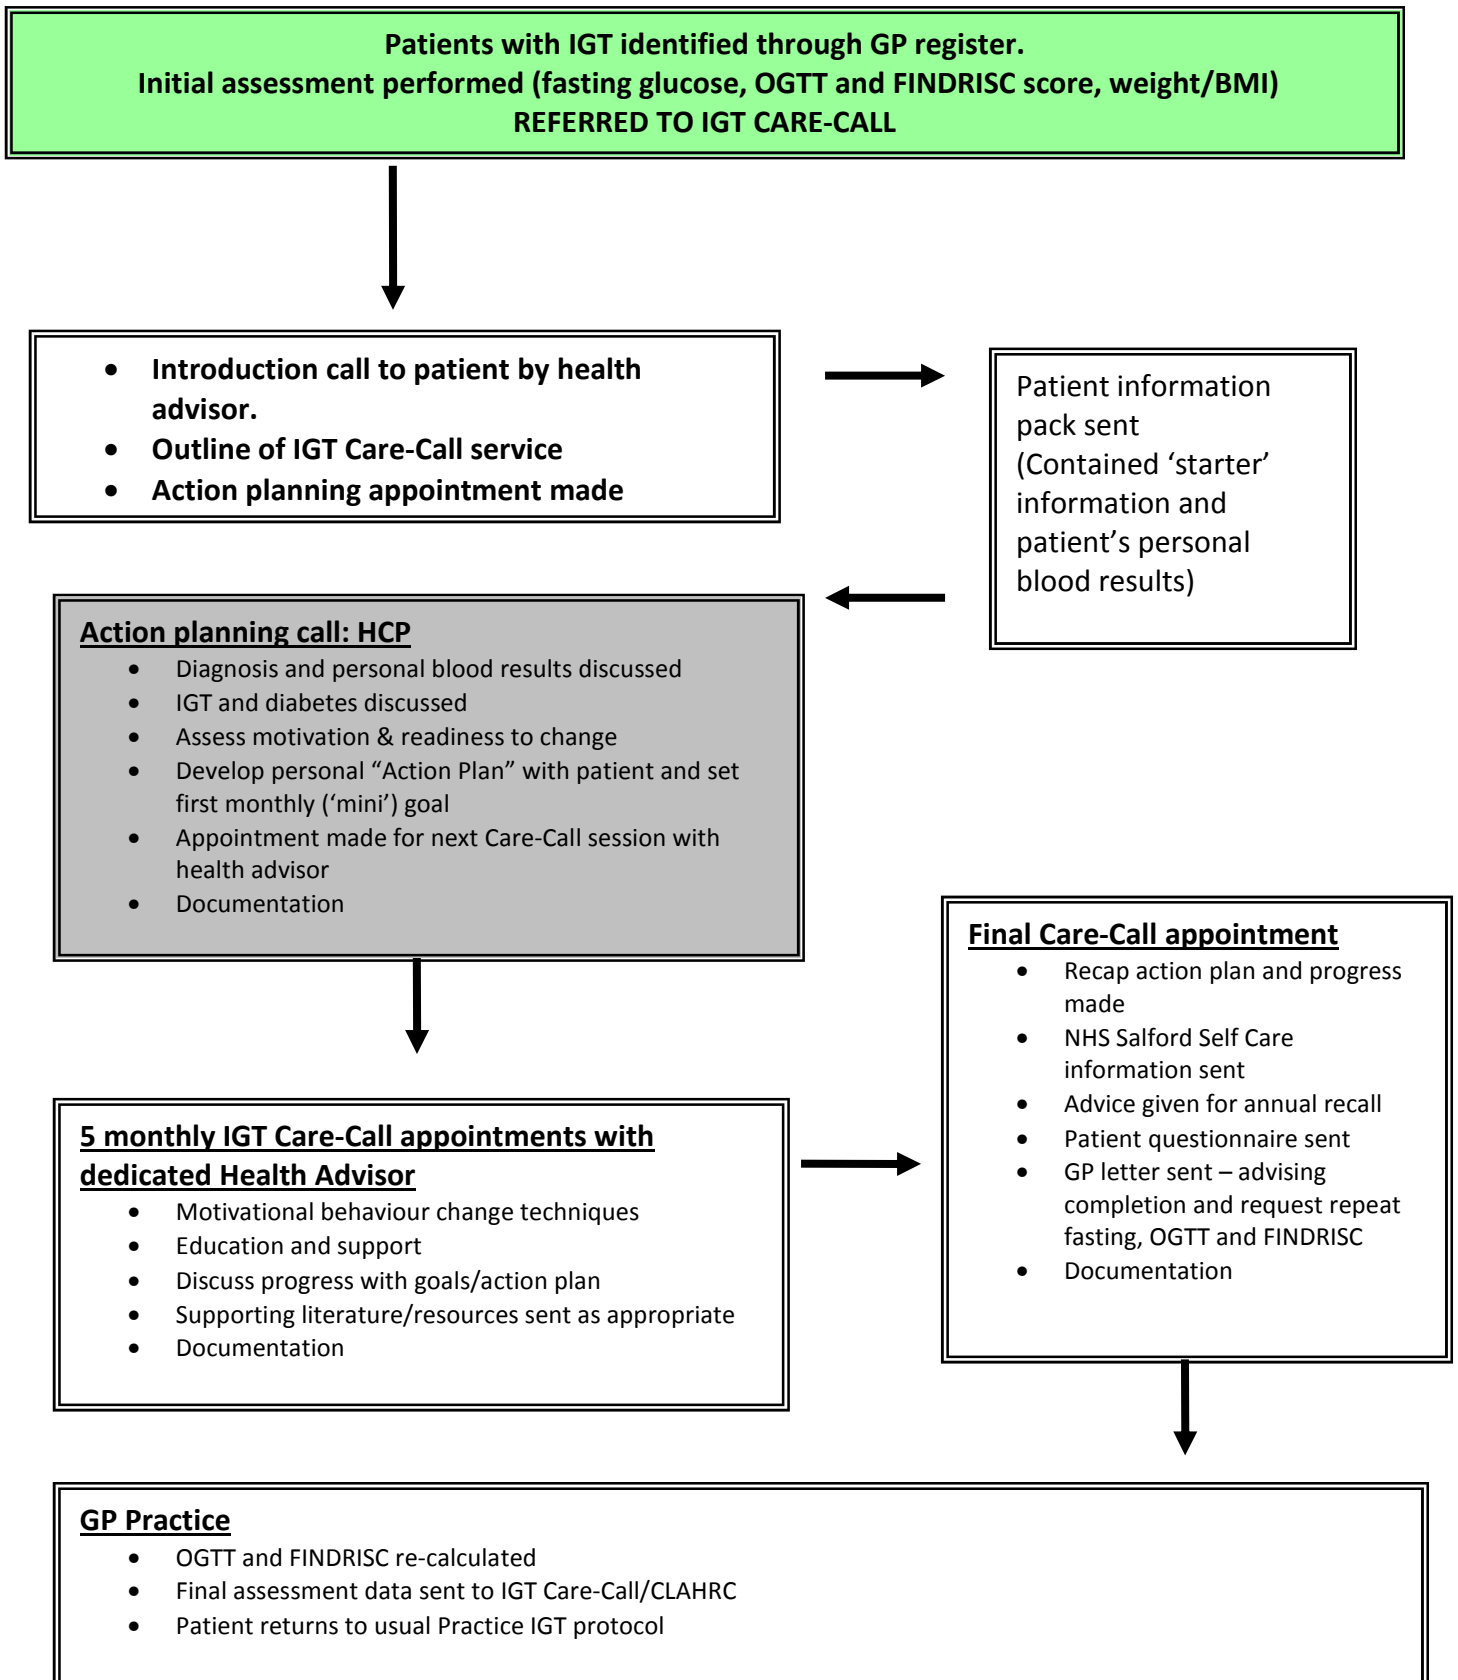 Patients with IGT identified through GP register.
Initial assessment performed (fasting glucose, OGTT and FINDRISC score, weight/BMI)
REFERRED TO IGT CARE-CALL
• Introduction call to patient by health
advisor.
• Outline of IGT Care-Call service
• Action planning appointment made
Patient information
pack sent
(Contained ‘starter’
information and
patient’s personal
blood results)
Action planning call: HCP
• Diagnosis and personal blood results discussed
• IGT and diabetes discussed
• Assess motivation & readiness to change
• Develop personal “Action Plan” with patient and set
first monthly (‘mini’) goal
• Appointment made for next Care-Call session with
health advisor
• Documentation
5 monthly IGT Care-Call appointments with
dedicated Health Advisor
• Motivational behaviour change techniques
• Education and support
• Discuss progress with goals/action plan
• Supporting literature/resources sent as appropriate
• Documentation
Final Care-Call appointment
• Recap action plan and progress
made
• NHS Salford Self Care
information sent
• Advice given for annual recall
• Patient questionnaire sent
• GP letter sent – advising
completion and request repeat
fasting, OGTT and FINDRISC
• Documentation
GP Practice
• OGTT and FINDRISC re-calculated
• Final assessment data sent to IGT Care-Call/CLAHRC
• Patient returns to usual Practice IGT protocol